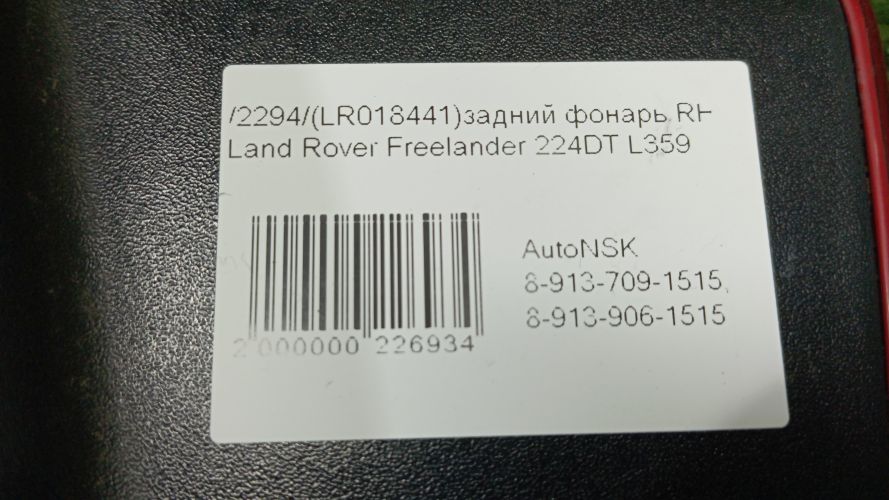 /2294/(LR018441)задний фонарь RH
Land Rover Freelander 224DT L359
AutoNSK
8-913-709-1515,
8-913-906-1515
2 000000 226934